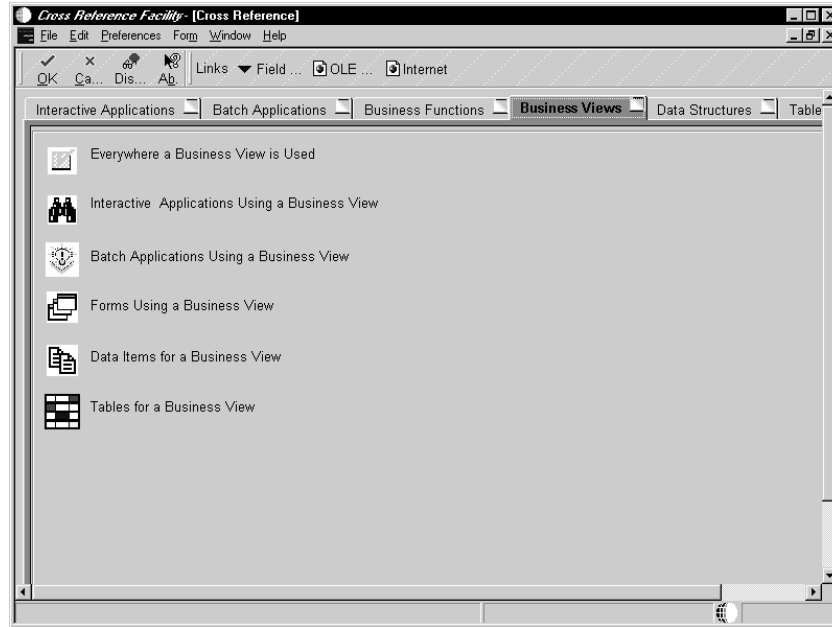 Cross Reference Facility - [Cross Reference]
File Edit Preferences Form Window Help
OK Ca... Dis... Ab. Links Field ... OLE ... Internet
Interactive Applications Batch Applications Business Functions Business Views Data Structures Table
Everywhere a Business View is Used
Interactive Applications Using a Business View
Batch Applications Using a Business View
Forms Using a Business View
Data Items for a Business View
Tables for a Business View